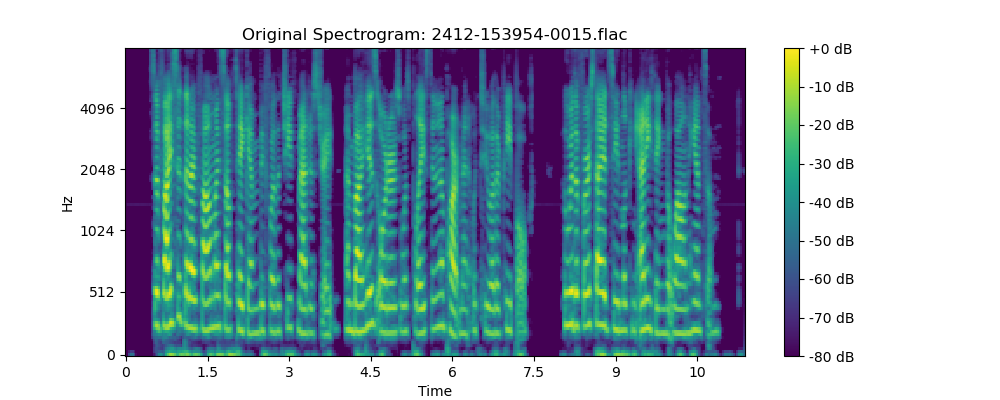 Original Spectrogram: 2412-153954-0015.flac
Hz
4096
2048
1024
512
0
0 1.5 3 4.5 6 7.5 9 10
Time
+0 dB
-10 dB
-20 dB
-30 dB
-40 dB
-50 dB
-60 dB
-70 dB
-80 dB